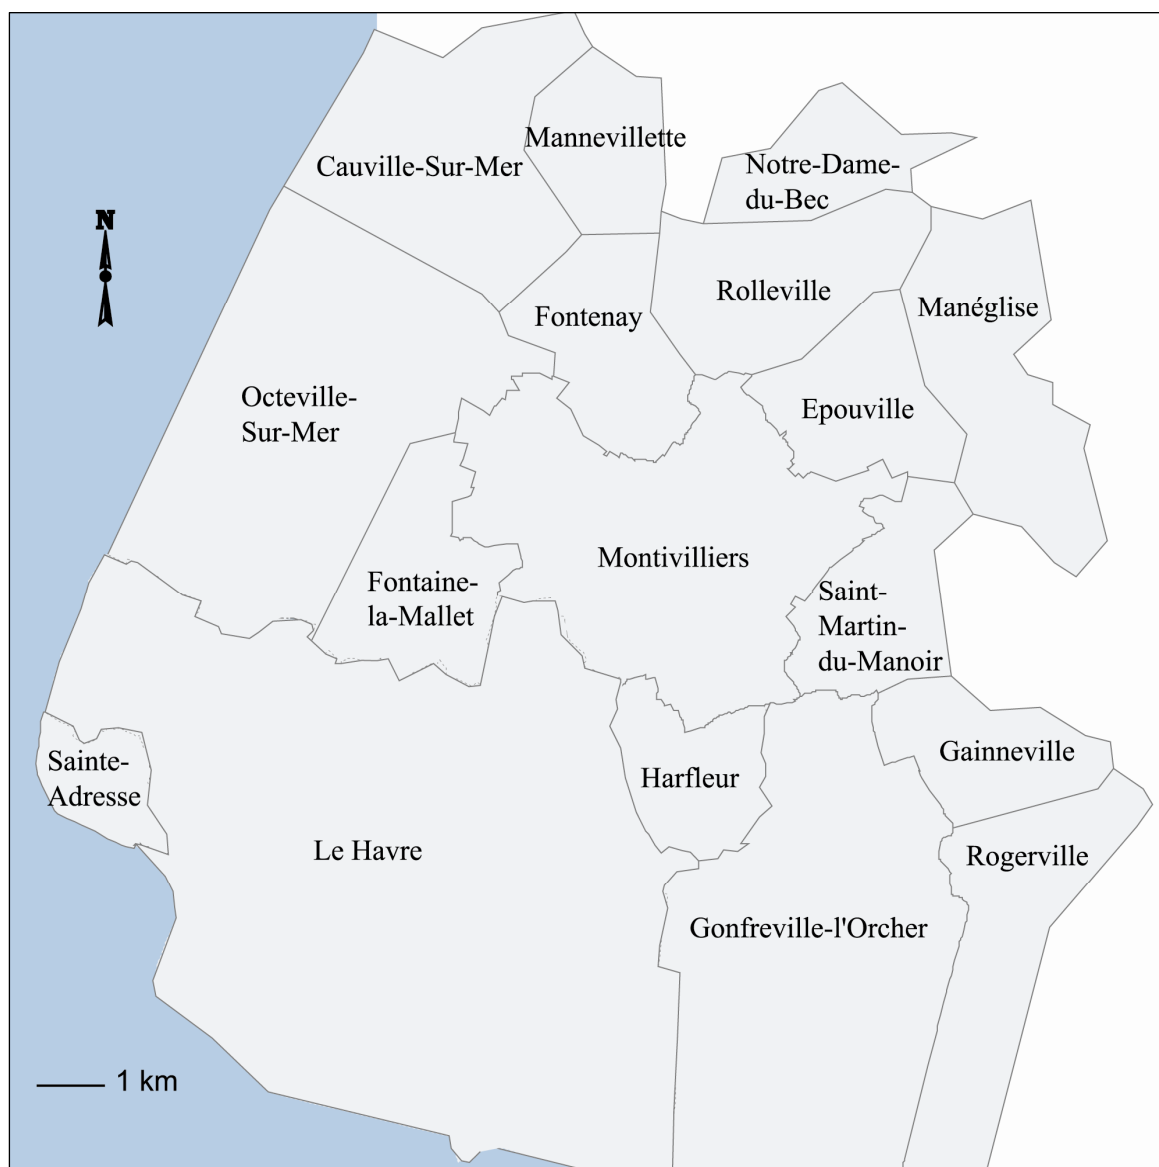 Mannevillette
Cauville-Sur-Mer
Notre-Dame-
du-Bec
N
Rolleville
Manéglise
Fontenay
Octeville-
Sur-Mer
Epouville
Montivilliers
Fontaine-
la-Mallet
Saint-
Martin-
du-Manoir
Gainneville
Sainte-
Adresse
Harfleur
Le Havre
Rogerville
Gonfreville-l'Orcher
1 km